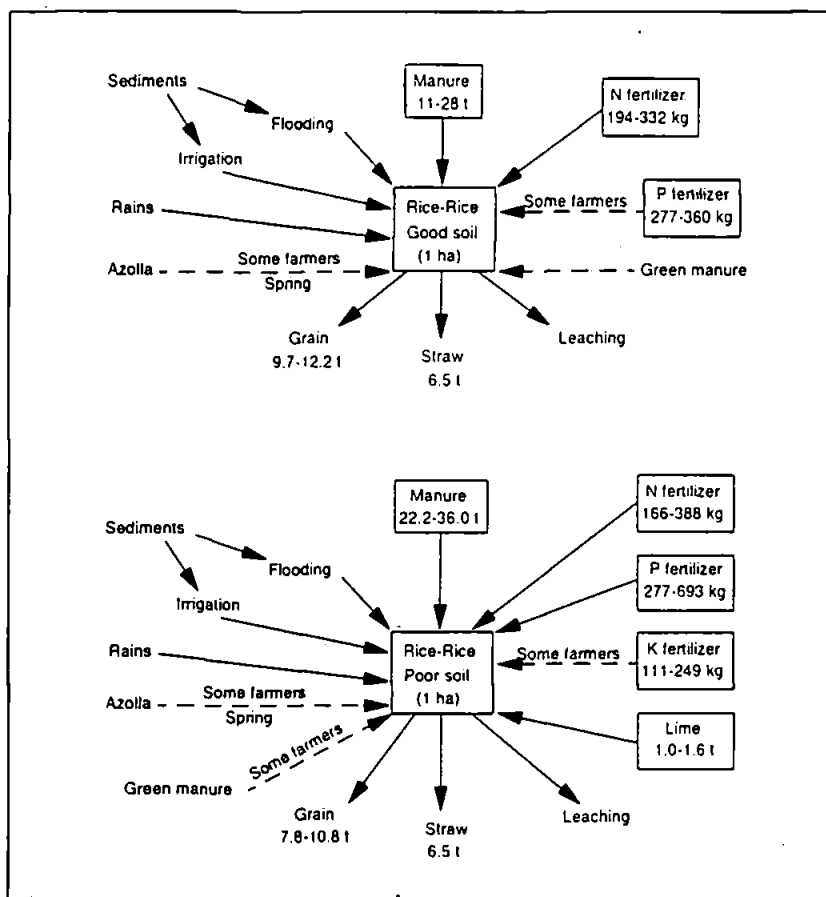 Sediments
Manure
11-28 t
N fertilizer.
194-332 kg
Flooding
Irrigation
Rains
Rice-Rice
Good soil
(1 ha)
Some farmers
P fertilizer
277-360 kg
Azolla
Some farmers
Spring
Green manure
Grain
9.7-12.2 t
Straw
6.5 t
Leaching
Manure
22.2-36.0 t
N fertilizer
166-388 kg
Sediments
Flooding
P fertilizer
277-693 kg
Irrigation
Rains
Rice-Rice
Poor soil
(1 ha)
Some farmers
K fertilizer
111-249 kg
Azolla
Some farmers
Spring
Lime
1.0-1.6 t
Some farmers
Green manure
Grain
7.8-10.8 t
Straw
6.5 t
Leaching